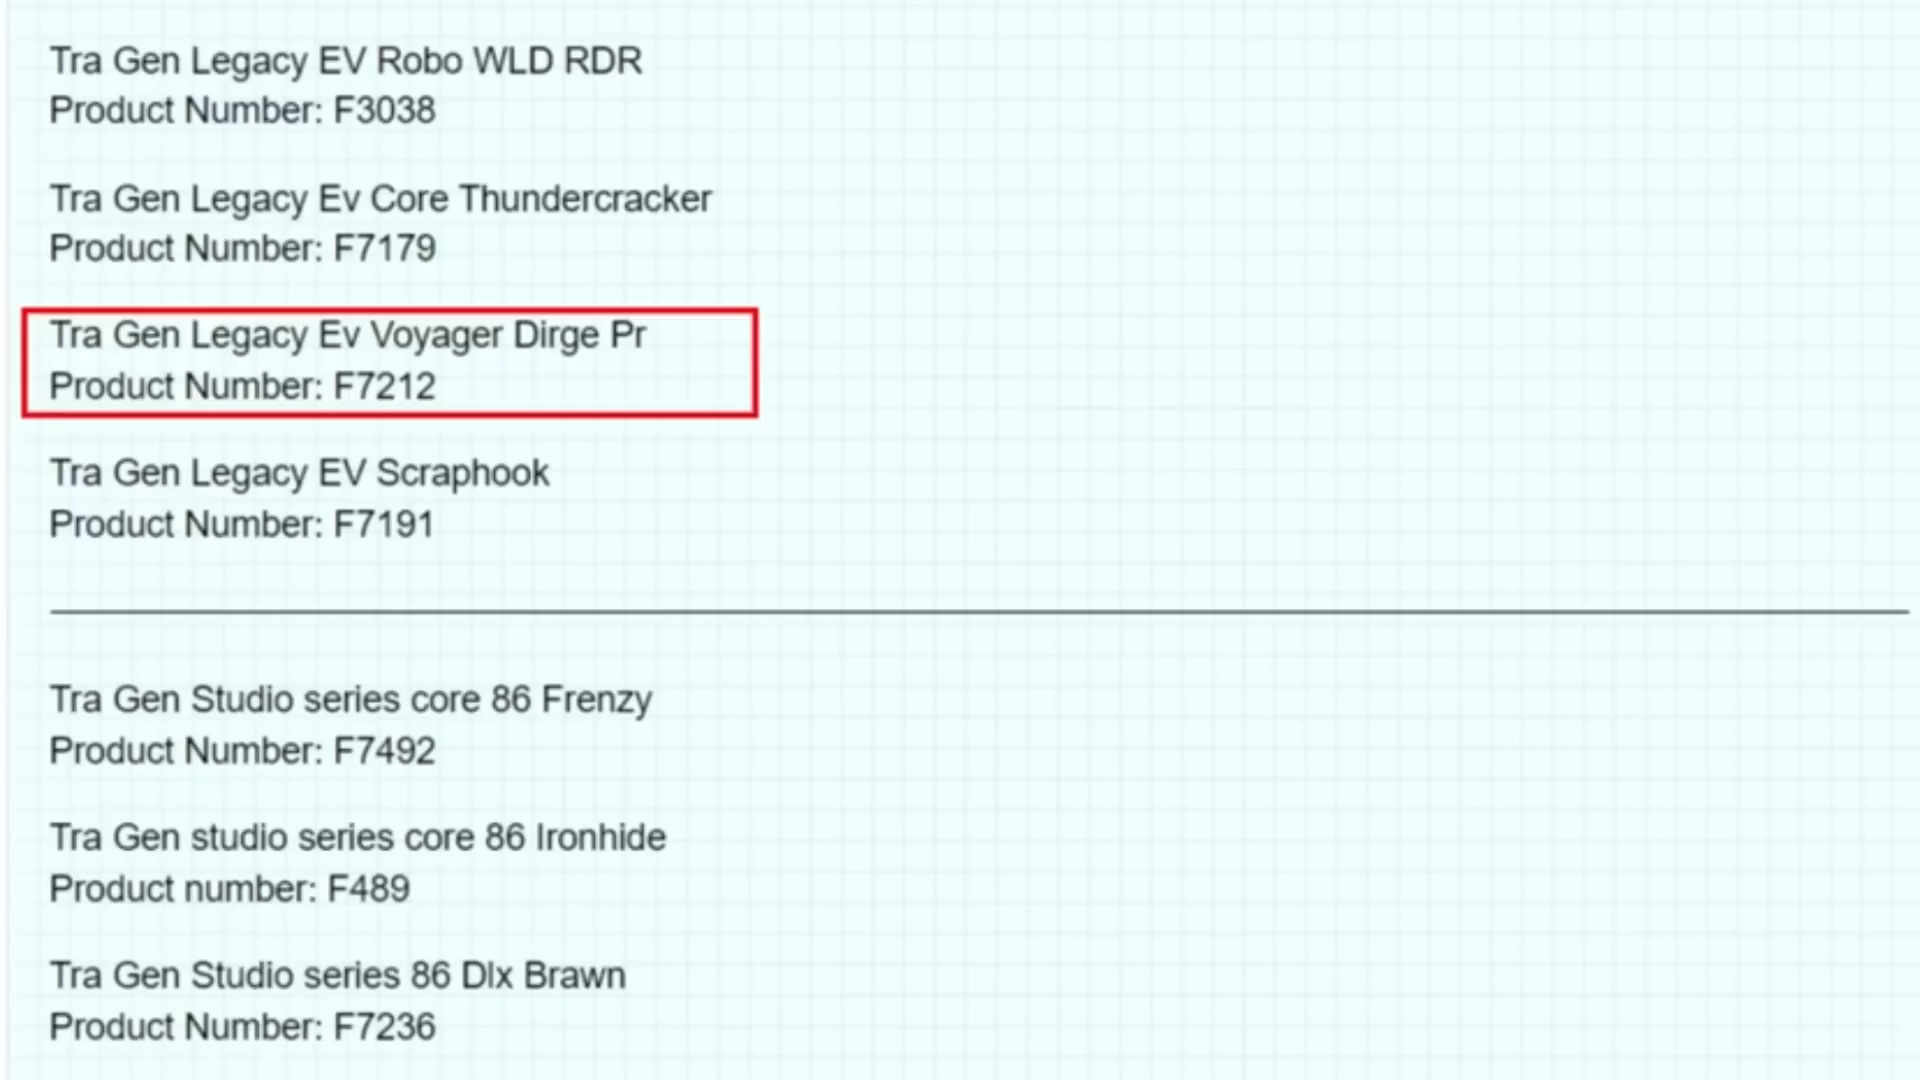 Tra Gen Legacy EV Robo WLD RDR
Product Number: F3038
Tra Gen Legacy Ev Core Thundercracker
Product Number: F7179
Tra Gen Legacy Ev Voyager Dirge Pr
Product Number: F7212
Tra Gen Legacy EV Scraphook
Product Number: F7191
Tra Gen Studio series core 86 Frenzy
Product Number: F7492
Tra Gen studio series core 86 Ironhide
Product number: F489
Tra Gen Studio series 86 Dlx Brawn
Product Number: F7236